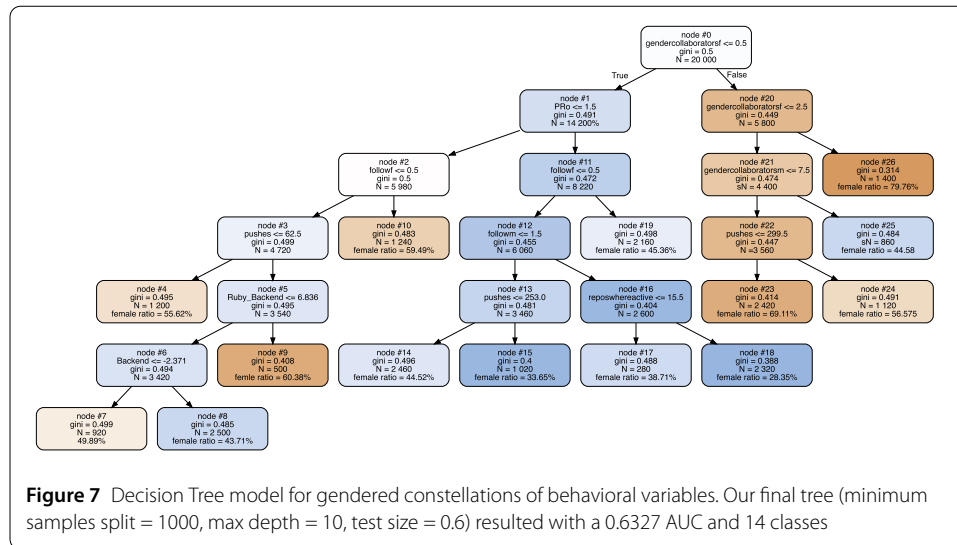 node #0
gendercollaboratorsf <= 0.5
gini = 0.5
N = 20 000
True
False
node #1
PRo <= 1.5
gini = 0.491
N = 14 200%
node #20
gendercollaboratorsf <= 2.5
gini = 0.449
N = 5 800
node #2
followf <= 0.5
gini = 0.5
N = 5 980
node #11
followf <= 0.5
gini = 0.472
N = 8 220
node #21
gendercollaboratorsm <= 7.5
gini = 0.474
sN = 4 400
node #26
gini = 0.314
N = 1 400
female ratio = 79.76%
node #3
pushes <= 62.5
gini = 0.499
N = 4 720
node #10
gini = 0.483
N = 1 240
female ratio = 59.49%
node #12
followm <= 1.5
gini = 0.455
N = 6 060
node #19
gini = 0.498
N = 2 160
female ratio = 45.36%
node #22
pushes <= 299.5
gini = 0.447
N =3 560
node #25
gini = 0.484
sN = 860
female ratio = 44.58
node #4
gini = 0.495
N = 1 200
female ratio = 55.62%
node #5
Ruby_Backend <= 6.836
gini = 0.495
N = 3 540
node #13
pushes <= 253.0
gini = 0.481
N = 3 460
node #16
reposwhereactive <= 15.5
gini = 0.404
N = 2 600
node #23
gini = 0.414
N = 2 420
female ratio = 69.11%
node #24
gini = 0.491
N = 1 120
female ratio = 56.575
node #6
Backend <= -2.371
gini = 0.494
N = 3 420
node #9
gini = 0.408
N = 500
femle ratio = 60.38%
node #14
gini = 0.496
N = 2 460
female ratio = 44.52%
node #15
gini = 0.4
N = 1 020
female ratio = 33.65%
node #17
gini = 0.488
N = 280
female ratio = 38.71%
node #18
gini = 0.388
N = 2 320
female ratio = 28.35%
node #7
gini = 0.499
N = 920
49.89%
node #8
gini = 0.485
N = 2 500
female ratio = 43.71%
Figure 7 Decision Tree model for gendered constellations of behavioral variables. Our final tree (minimum
samples split = 1000, max depth = 10, test size = 0.6) resulted with a 0.6327 AUC and 14 classes